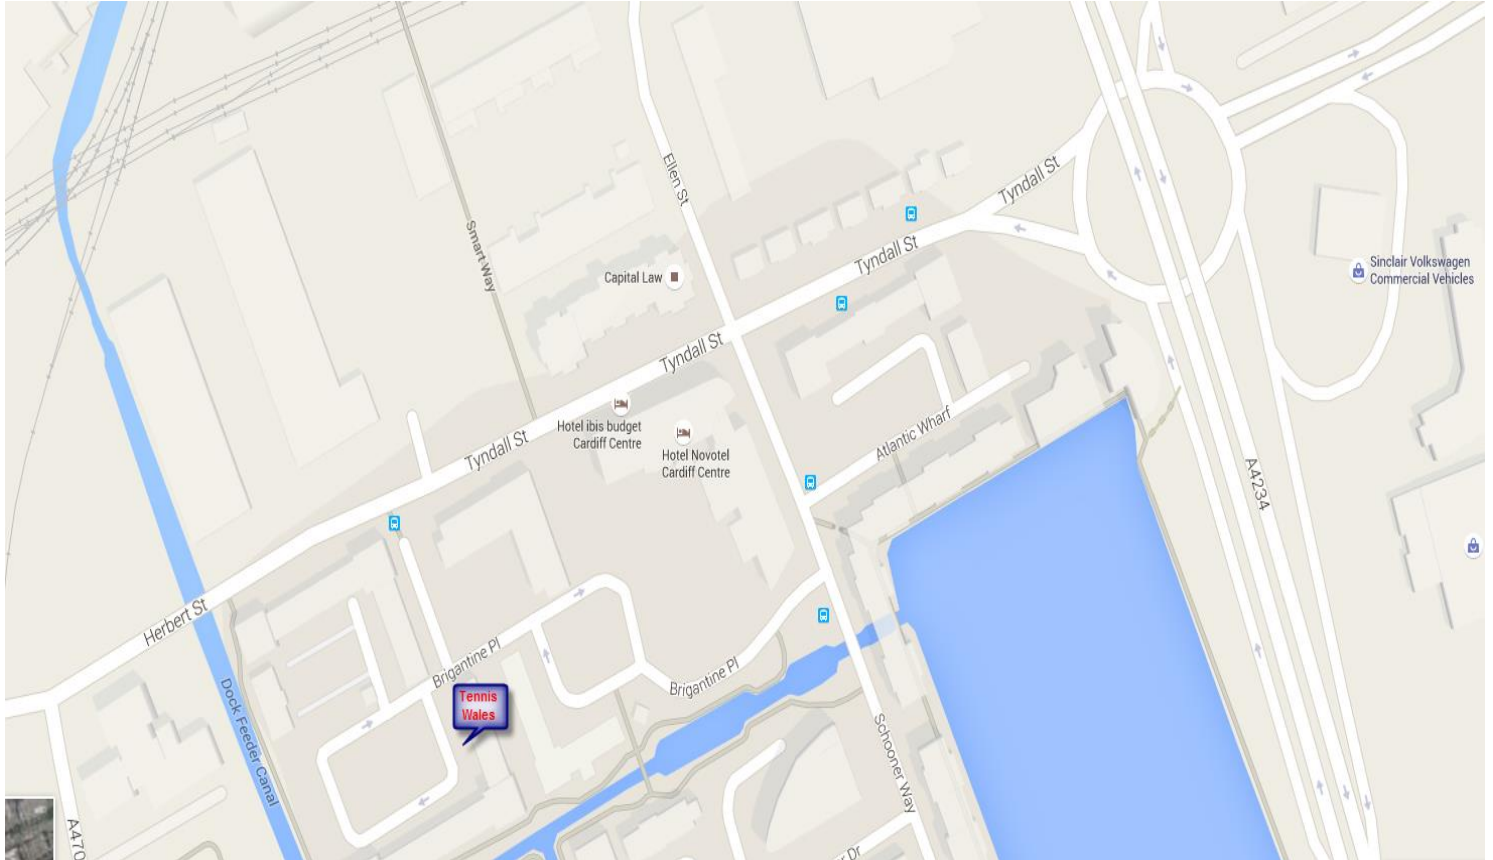 Ellen St
Tyndall St
Smart Way
Tyndall St
Capital Law
Sinclair Volkswagen
Commercial Vehicles
Tyndall St
Hotel ibis budget
Cardiff Centre
Hotel Novotel
Cardiff Centre
Atlantic Wharf
Tyndall St
A4234
Herbert St
Brigantine Pl
Brigantine Pl
Tennis
Wales
Dock Feeder Canal
Schooner Way
A470
Dr